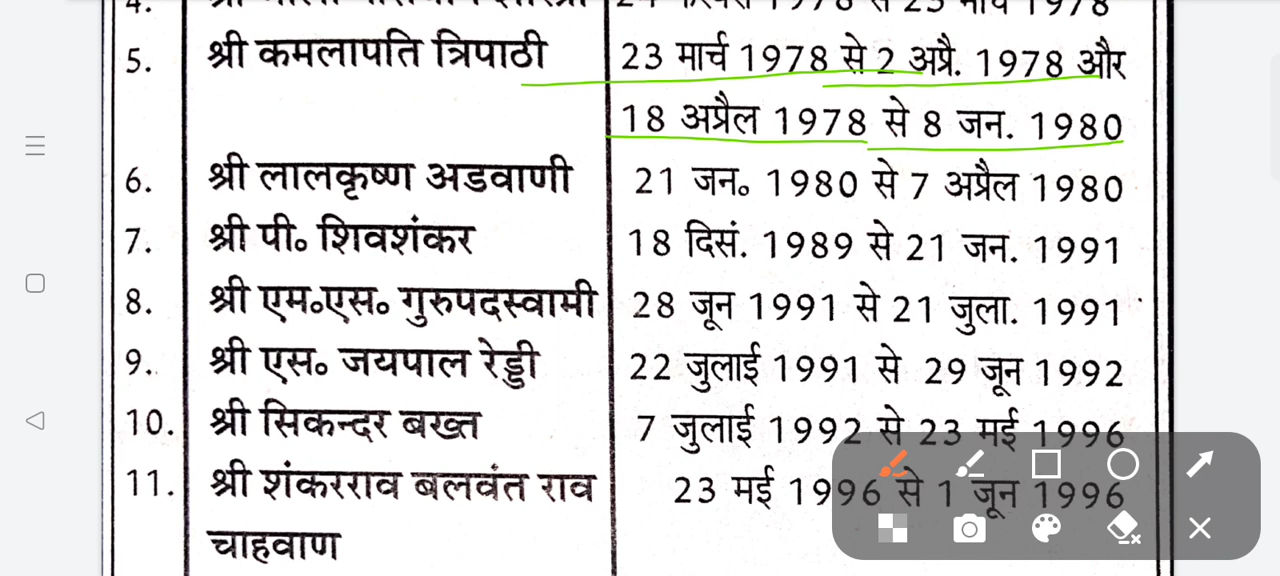 5. श्री कमलापति त्रिपाठी 23 मार्च 1978 से 2 अप्रै. 1978 और
18 अप्रैल 1978 से 8 जन. 1980
6. श्री लालकृष्ण अडवाणी 21 जन॰ 1980 से 7 अप्रैल 1980
7. श्री पी॰ शिवशंकर 18 दिसं. 1989 से 21 जन. 1991
8. श्री एम॰एस॰ गुरुपदस्वामी 28 जून 1991 से 21 जुला. 1991
9. श्री एस॰ जयपाल रेड्डी 22 जुलाई 1991 से 29 जून 1992
10. श्री सिकन्दर बख्त 7 जुलाई 1992 से 23 मई 1996
11. श्री शंकरराव बलवंत राव 23 मई 1996 से 1 जून 1996
चाहवाण